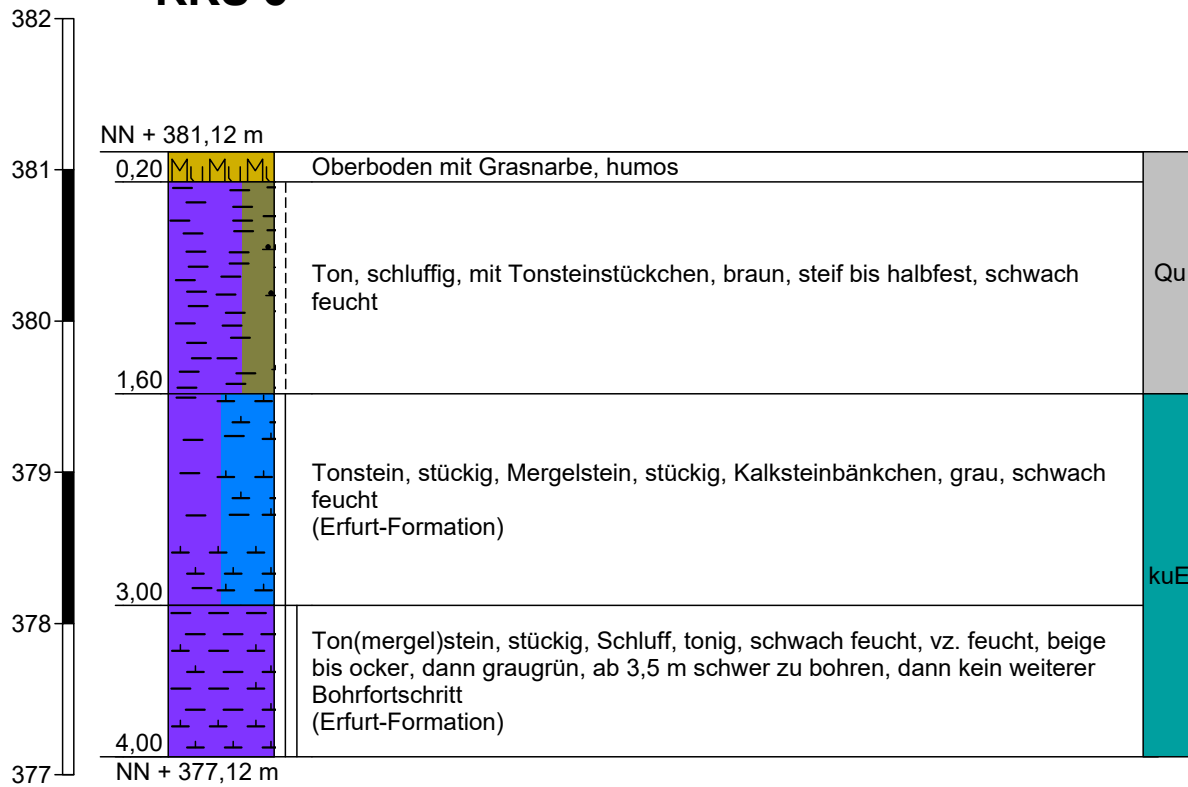 382
NN + 381,12 m
381
0,20
Oberboden mit Grasnarbe, humos
Ton, schluffig, mit Tonsteinstückchen, braun, steif bis halbfest, schwach
feucht
Qu
380
1,60
379
Tonstein, stückig, Mergelstein, stückig, Kalksteinbänkchen, grau, schwach
feucht
(Erfurt-Formation)
kuE
3,00
378
Ton(mergel)stein, stückig, Schluff, tonig, schwach feucht, vz. feucht, beige
bis ocker, dann graugrün, ab 3,5 m schwer zu bohren, dann kein weiterer
Bohrfortschritt
(Erfurt-Formation)
4,00
377
NN + 377,12 m